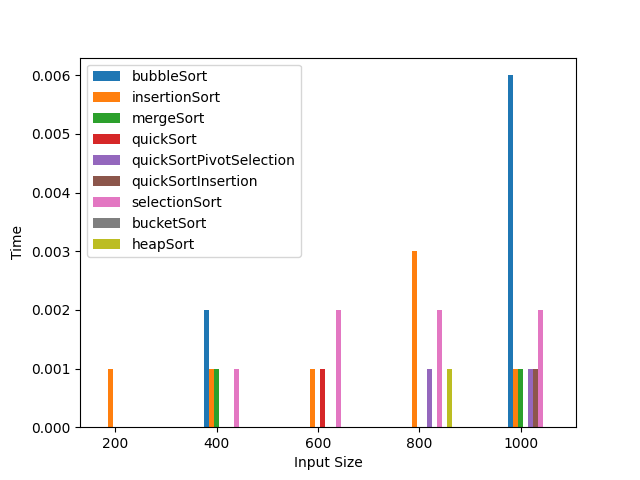 0.006
0.005
0.004
0.003
0.002
0.001
0.000
Time
bubbleSort
insertionSort
mergeSort
quickSort
quickSortPivotSelection
quickSortInsertion
selectionSort
bucketSort
heapSort
200 400 600 800 1000
Input Size